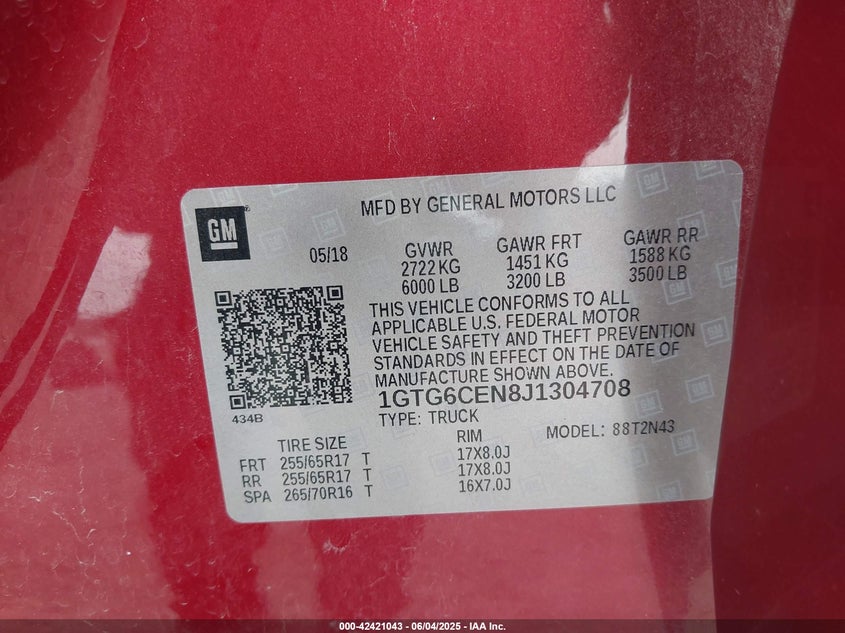 MFD BY GENERAL MOTORS LLC
GM
05/18 GVWR GAWR FRT GAWR RR
2722 KG 1451 KG 1588 KG
6000 LB 3200 LB 3500 LB
THIS VEHICLE CONFORMS TO ALL
APPLICABLE U.S. FEDERAL MOTOR
VEHICLE SAFETY AND THEFT PREVENTION
STANDARDS IN EFFECT ON THE DATE OF
MANUFACTURE SHOWN ABOVE.
1GTG6CEN8J1304708
434B
TYPE: TRUCK MODEL: 88T2N43
TIRE SIZE RIM
FRT 255/65R17 T 17X8.0J
RR 255/65R17 T 17X8.0J
SPA 265/70R16 T 16X7.0J
000-42421043 / 06/04/2025 - IAA Inc.